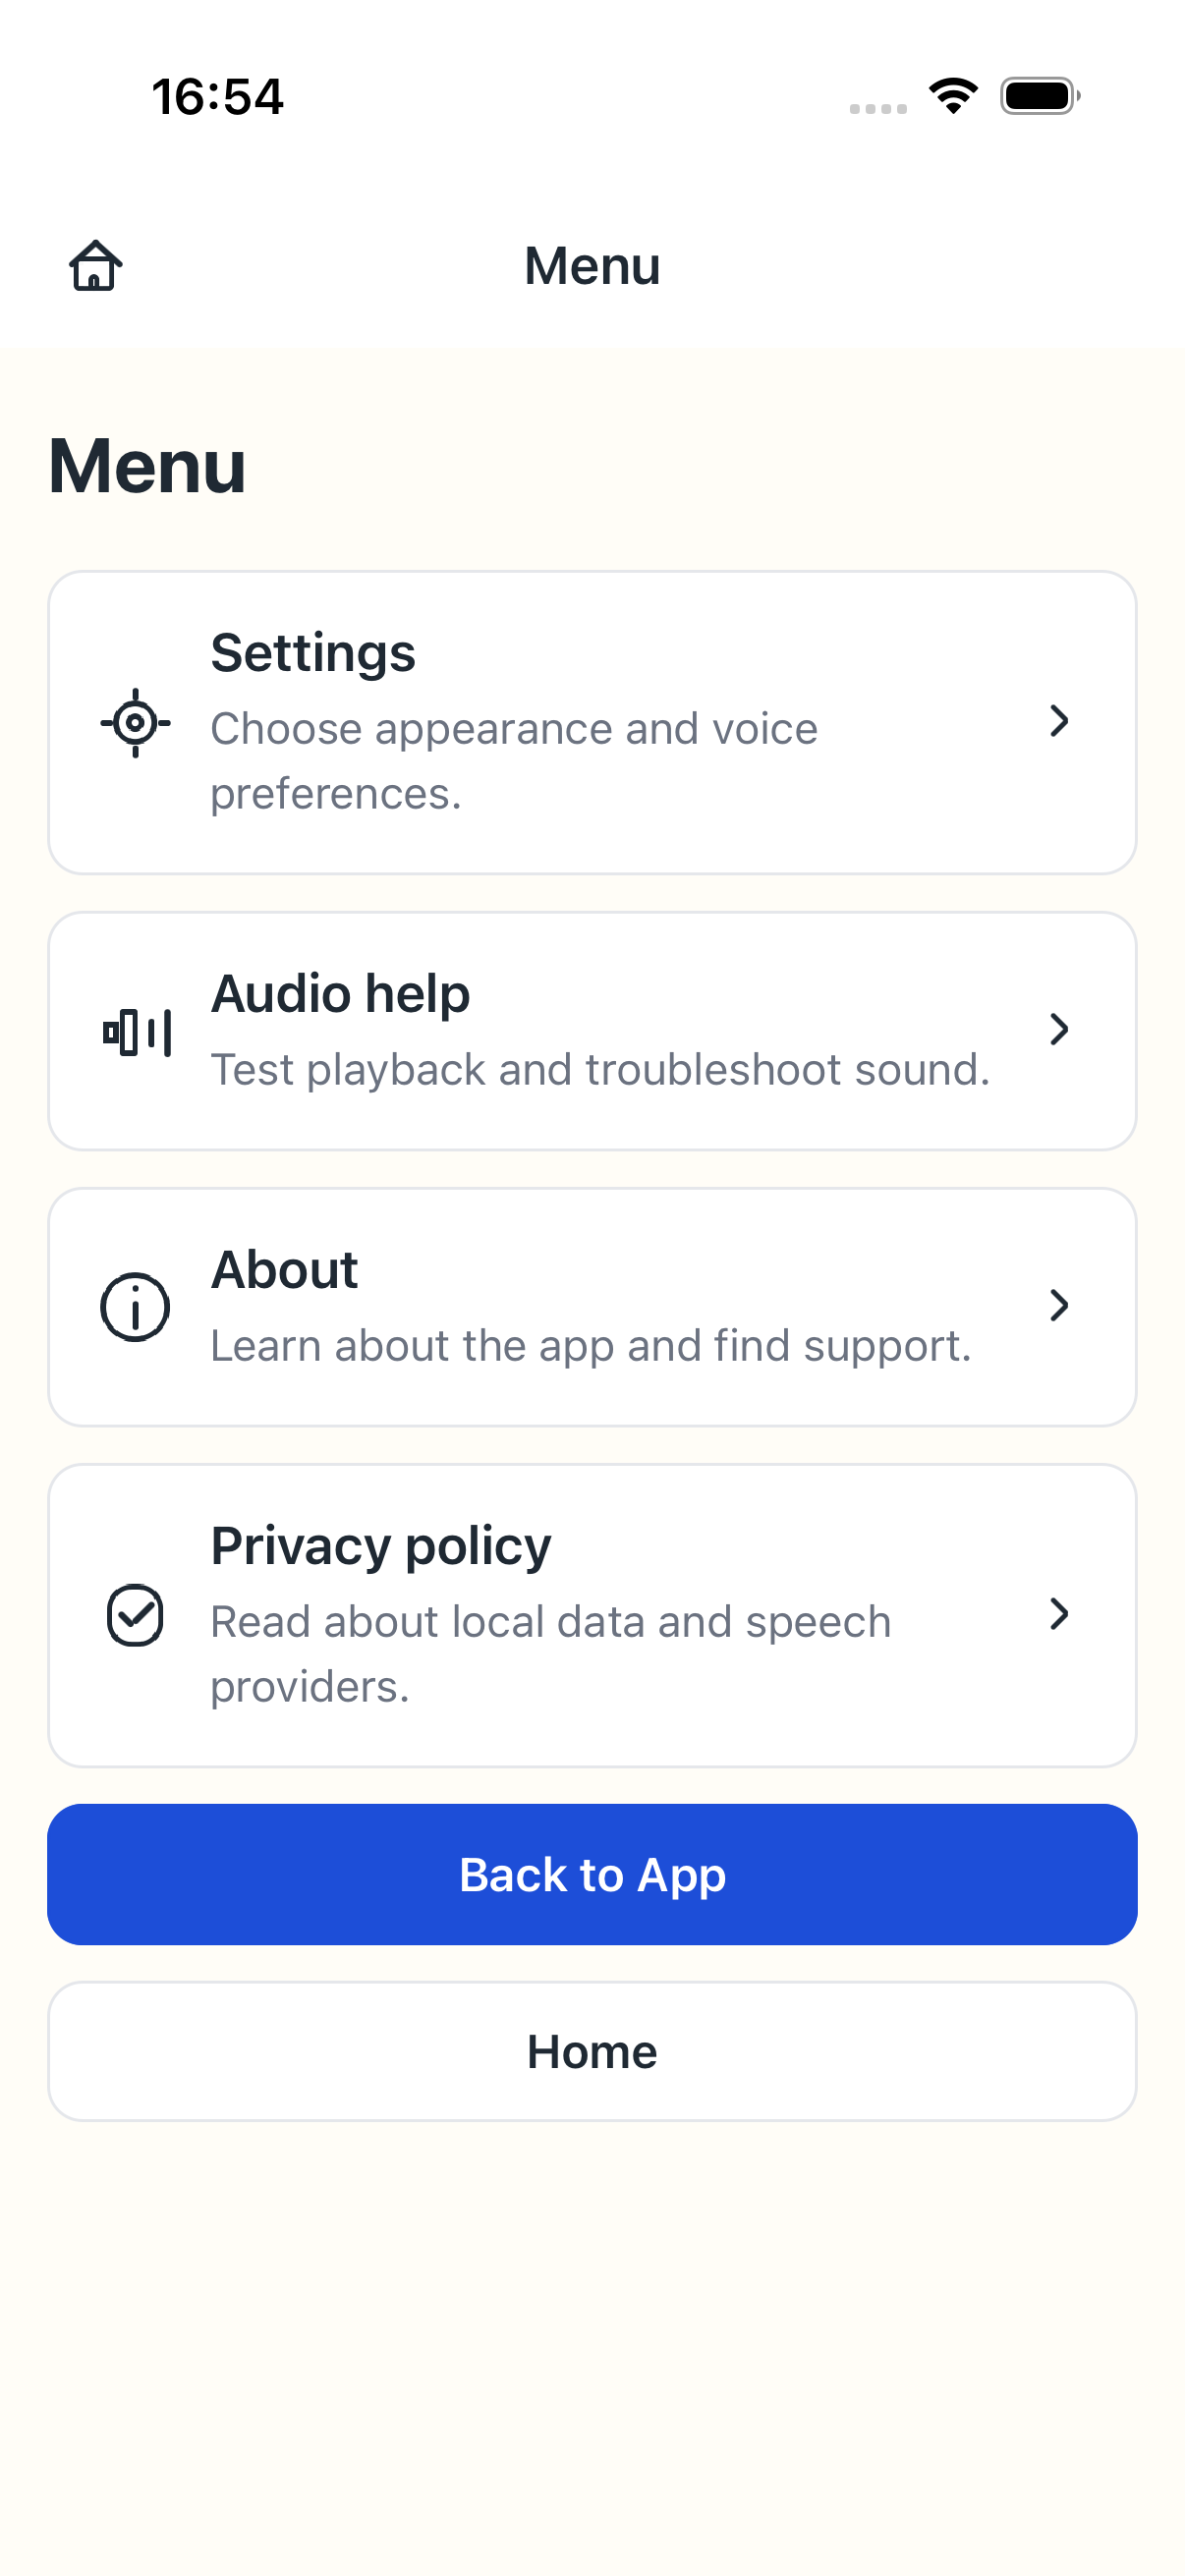 16:54
Menu
Menu
Settings
Choose appearance and voice
preferences.
Audio help
Test playback and troubleshoot sound.
About
Learn about the app and find support.
Privacy policy
Read about local data and speech
providers.
Back to App
Home